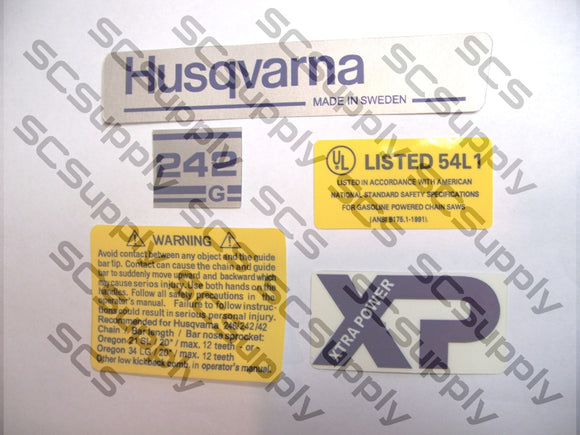 Husqvarna
MADE IN SWEDEN
242
G
UL LISTED 54L1
LISTED IN ACCORDANCE WITH AMERICAN
NATIONAL STANDARD SAFETY SPECIFICATIONS
FOR GASOLINE POWERED CHAIN SAWS
(ANSI B175.1-1991).
WARNING
Avoid contact between any object and the guide
bar tip. Contact can cause the chain and guide
bar to suddenly move upward and backward which
may cause serios injury. Use both hands on the
handles. Follow all safety precautions in the
operator's manual. Failure to follow instruc-
tions could result in serious personal injury.
Recommended for Husqvarna 246/242/42
Chain / Bar length / Bar nose sprocket:
Oregon 21 SL / 20" / max. 12 teeth - or -
Oregon 34 LG / 20" / max. 12 teeth
Other low kickback comb. in operator's manual.
XTRA POWER
XP
SCS Supply